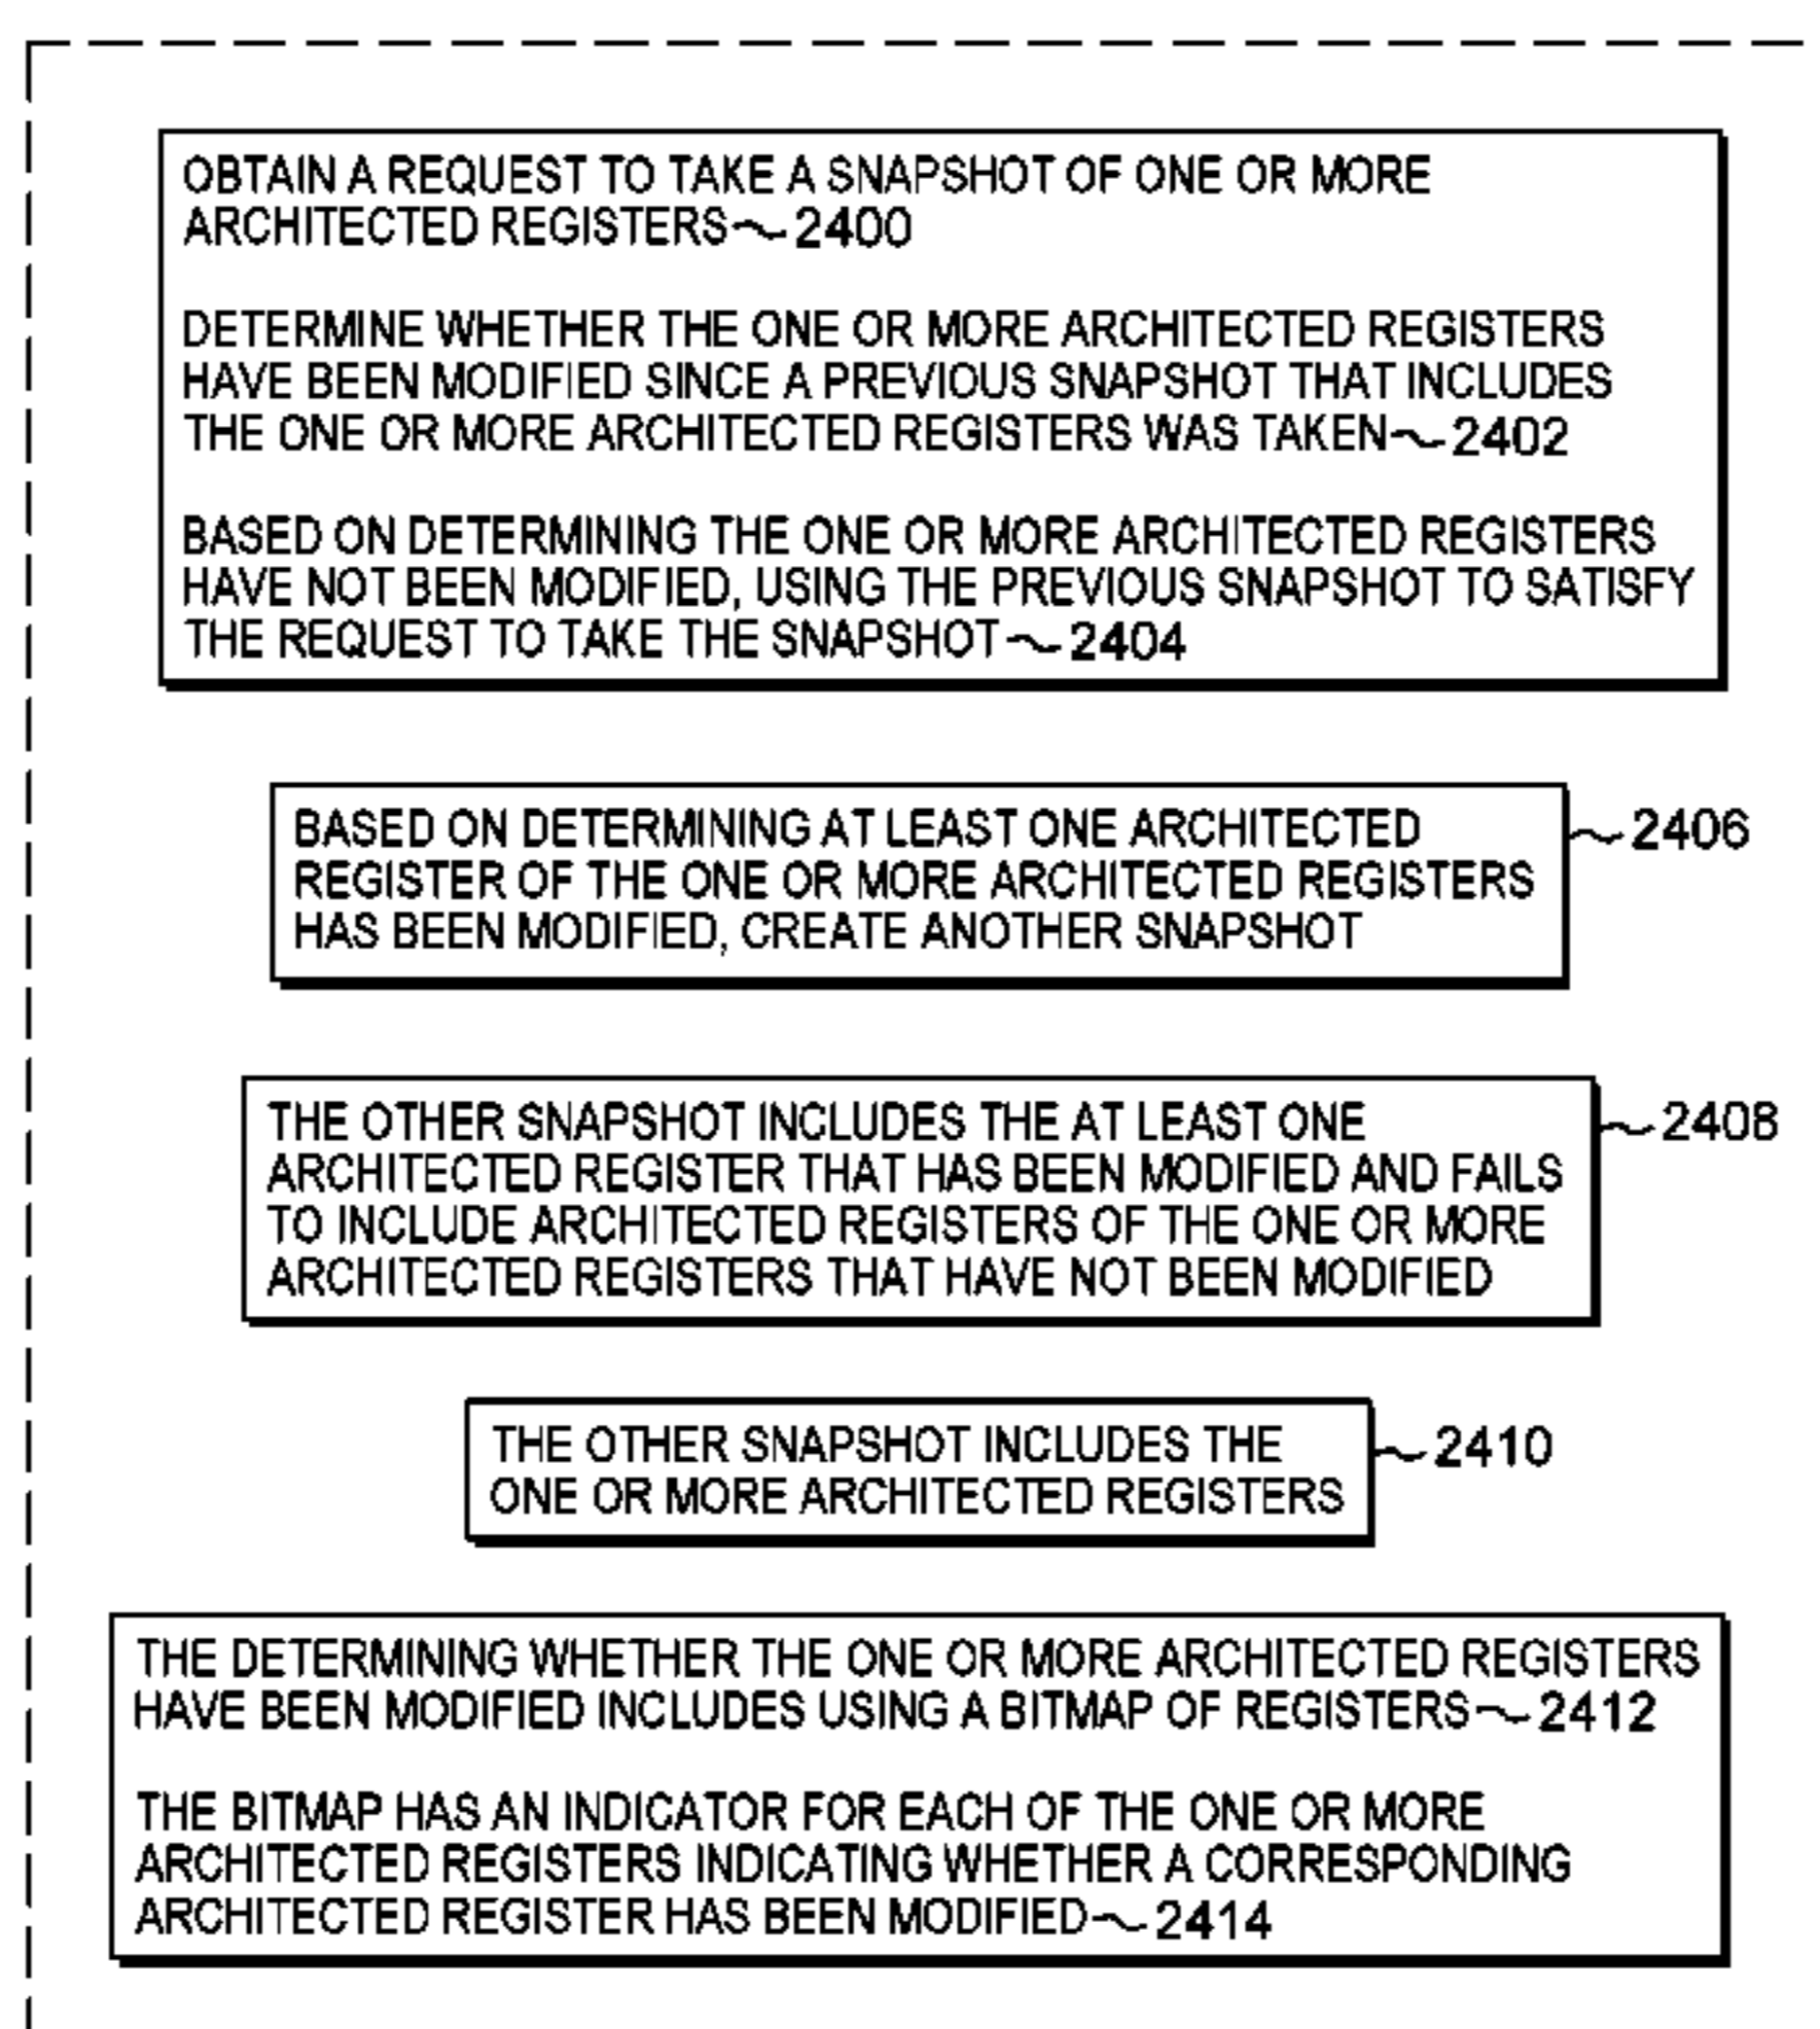 OBTAIN A REQUEST TO TAKE A SNAPSHOT OF ONE OR MORE
ARCHITECTED REGISTERS~2400
DETERMINE WHETHER THE ONE OR MORE ARCHITECTED REGISTERS
HAVE BEEN MODIFIED SINCE A PREVIOUS SNAPSHOT THAT INCLUDES
THE ONE OR MORE ARCHITECTED REGISTERS WAS TAKEN~2402
BASED ON DETERMINING THE ONE OR MORE ARCHITECTED REGISTERS
HAVE NOT BEEN MODIFIED, USING THE PREVIOUS SNAPSHOT TO SATISFY
THE REQUEST TO TAKE THE SNAPSHOT~2404
BASED ON DETERMINING AT LEAST ONE ARCHITECTED
REGISTER OF THE ONE OR MORE ARCHITECTED REGISTERS
HAS BEEN MODIFIED, CREATE ANOTHER SNAPSHOT
2406
THE OTHER SNAPSHOT INCLUDES THE AT LEAST ONE
ARCHITECTED REGISTER THAT HAS BEEN MODIFIED AND FAILS
TO INCLUDE ARCHITECTED REGISTERS OF THE ONE OR MORE
ARCHITECTED REGISTERS THAT HAVE NOT BEEN MODIFIED
2408
THE OTHER SNAPSHOT INCLUDES THE
ONE OR MORE ARCHITECTED REGISTERS
2410
THE DETERMINING WHETHER THE ONE OR MORE ARCHITECTED REGISTERS
HAVE BEEN MODIFIED INCLUDES USING A BITMAP OF REGISTERS~2412
THE BITMAP HAS AN INDICATOR FOR EACH OF THE ONE OR MORE
ARCHITECTED REGISTERS INDICATING WHETHER A CORRESPONDING
ARCHITECTED REGISTER HAS BEEN MODIFIED~2414